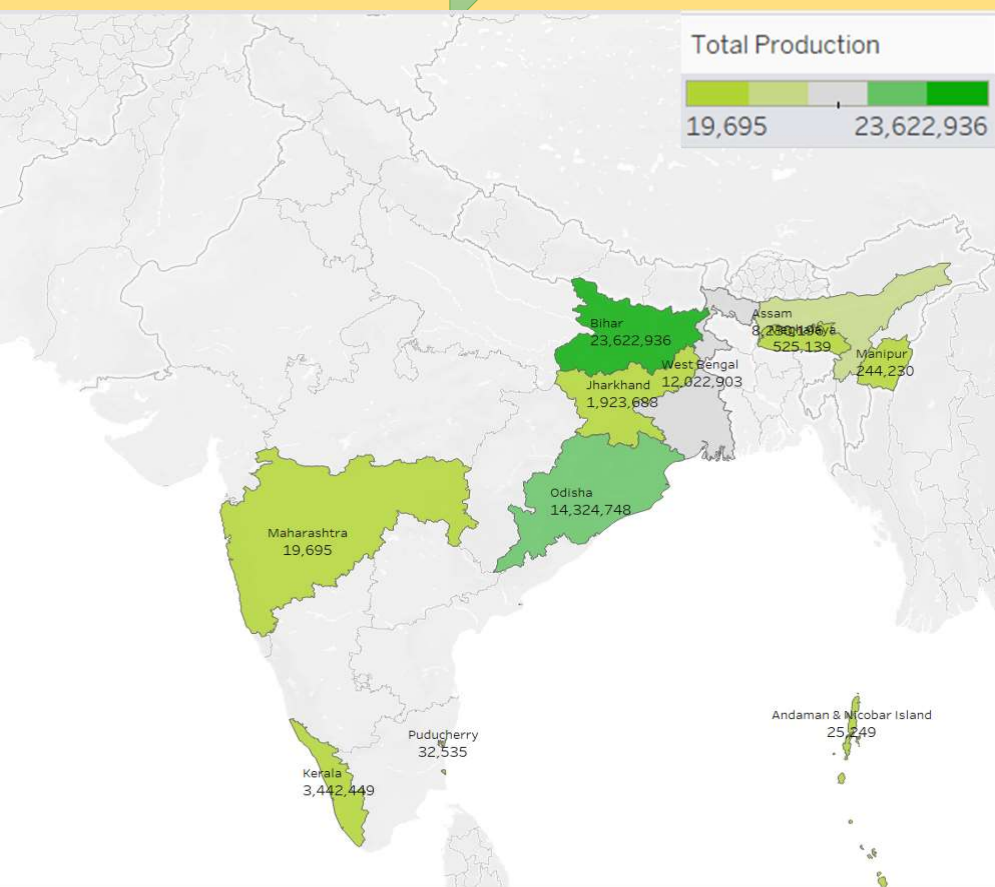 Total Production
19,695 23,622,936
Bihar
23,622,936
Assam
525,139
Manipur
244,230
West Bengal
12,022,903
Jharkhand
1,923,688
Odisha
14,324,748
Maharashtra
19,695
Andaman & Nicobar Island
25,249
Puducherry
32,535
Kerala
3,442,449